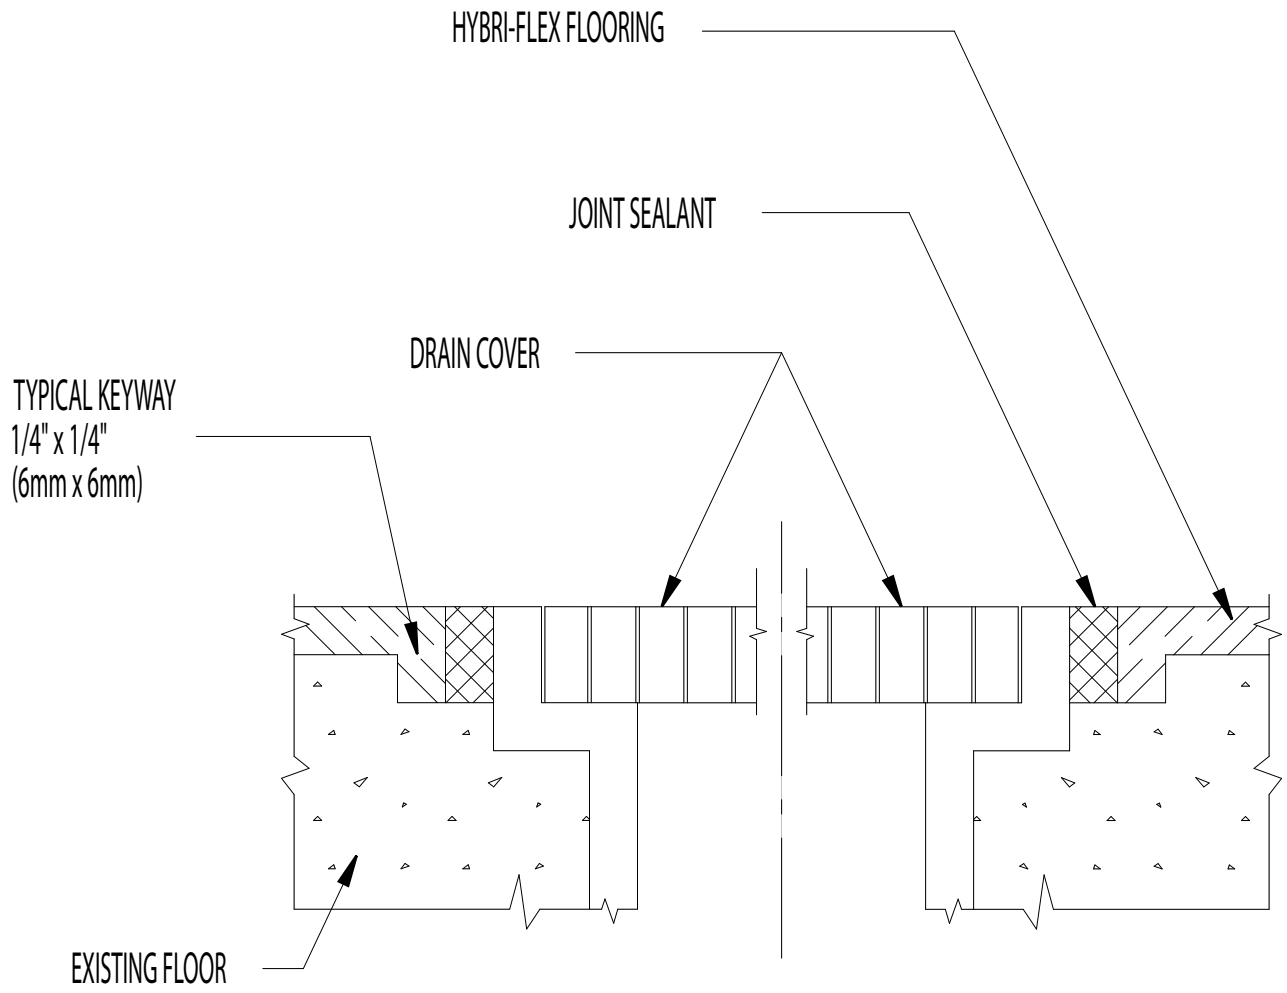 HYBRI-FLEX FLOORING
JOINT SEALANT
DRAIN COVER
TYPICAL KEYWAY
1/4" x 1/4"
(6mm x 6mm)
EXISTING FLOOR